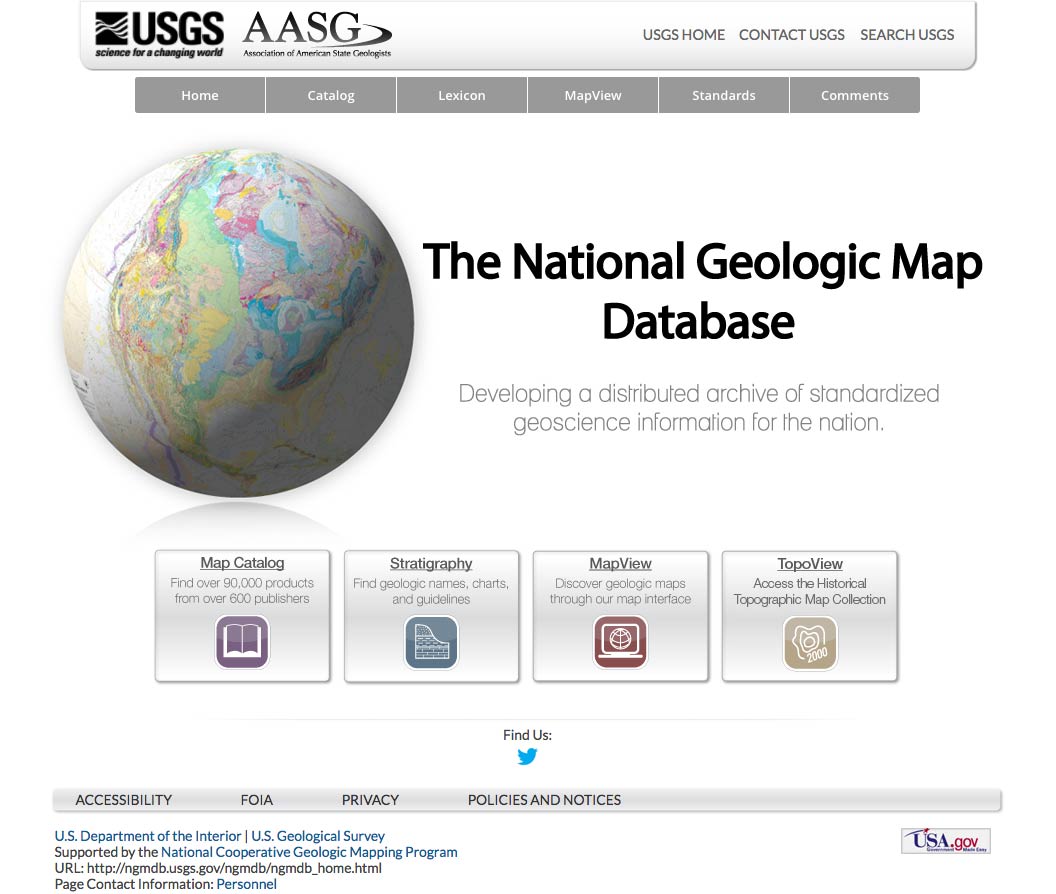 USGS
science for a changing world
AASG
Association of American State Geologists
USGS HOME CONTACT USGS SEARCH USGS
Home Catalog Lexicon MapView Standards Comments
The National Geologic Map
Database
Developing a distributed archive of standardized
geoscience information for the nation.
Map Catalog
Find over 90,000 products
from over 600 publishers
Stratigraphy
Find geologic names, charts,
and guidelines
MapView
Discover geologic maps
through our map interface
TopoView
Access the Historical
Topographic Map Collection
2000
Find Us:
ACCESSIBILITY FOIA PRIVACY POLICIES AND NOTICES
U.S. Department of the Interior | U.S. Geological Survey
Supported by the National Cooperative Geologic Mapping Program
URL: http://ngmdb.usgs.gov/ngmdb/ngmdb_home.html
Page Contact Information: Personnel
USA.gov
Government Made Easy